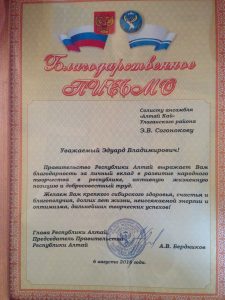 Благодарственное
ПИСЬМО
Солисту ансамбля
«Алтай Кай»
Улаганского района
Э.В. Согонокову
Уважаемый Эдуард Владимирович!
Правительство Республики Алтай выражает Вам
благодарность за личный вклад в развитие народного
творчества в республике, активную жизненную
позицию и добросовестный труд.
Желаем Вам крепкого сибирского здоровья, счастья и
благополучия, долгих лет жизни, неиссякаемой энергии и
оптимизма, дальнейших творческих успехов!
Глава Республики Алтай,
Председатель Правительства
Республики Алтай
А.В. Бердников
6 августа 2016 года